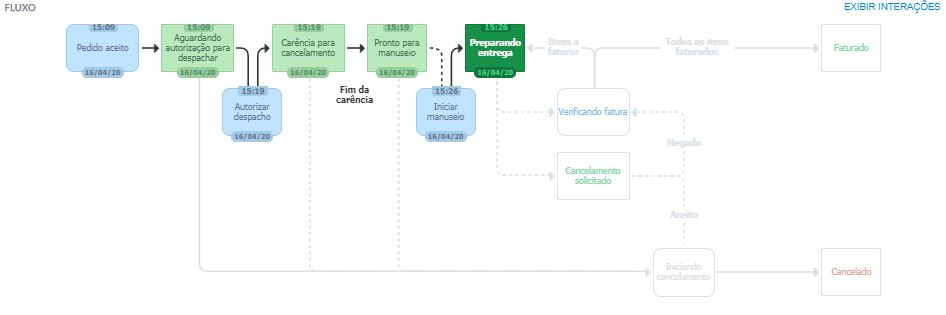 FLUXO
EXIBIR INTERAÇÕES
15:09
Pedido aceito
16/04/20
15:09
Aguardando
autorização para
despachar
16/04/20
15:19
Autorizar
despacho
16/04/20
15:19
Carência para
cancelamento
16/04/20
Fim da
carência
15:19
Pronto para
manuseio
16/04/20
15:26
Iniciar
manuseio
16/04/20
15:26
Preparando
entrega
16/04/20
Itens a
faturar
Todos os itens
faturados
Faturado
Verificando fatura
Negado
Cancelamento
solicitado
Aceito
Iniciando
cancelamento
Cancelado